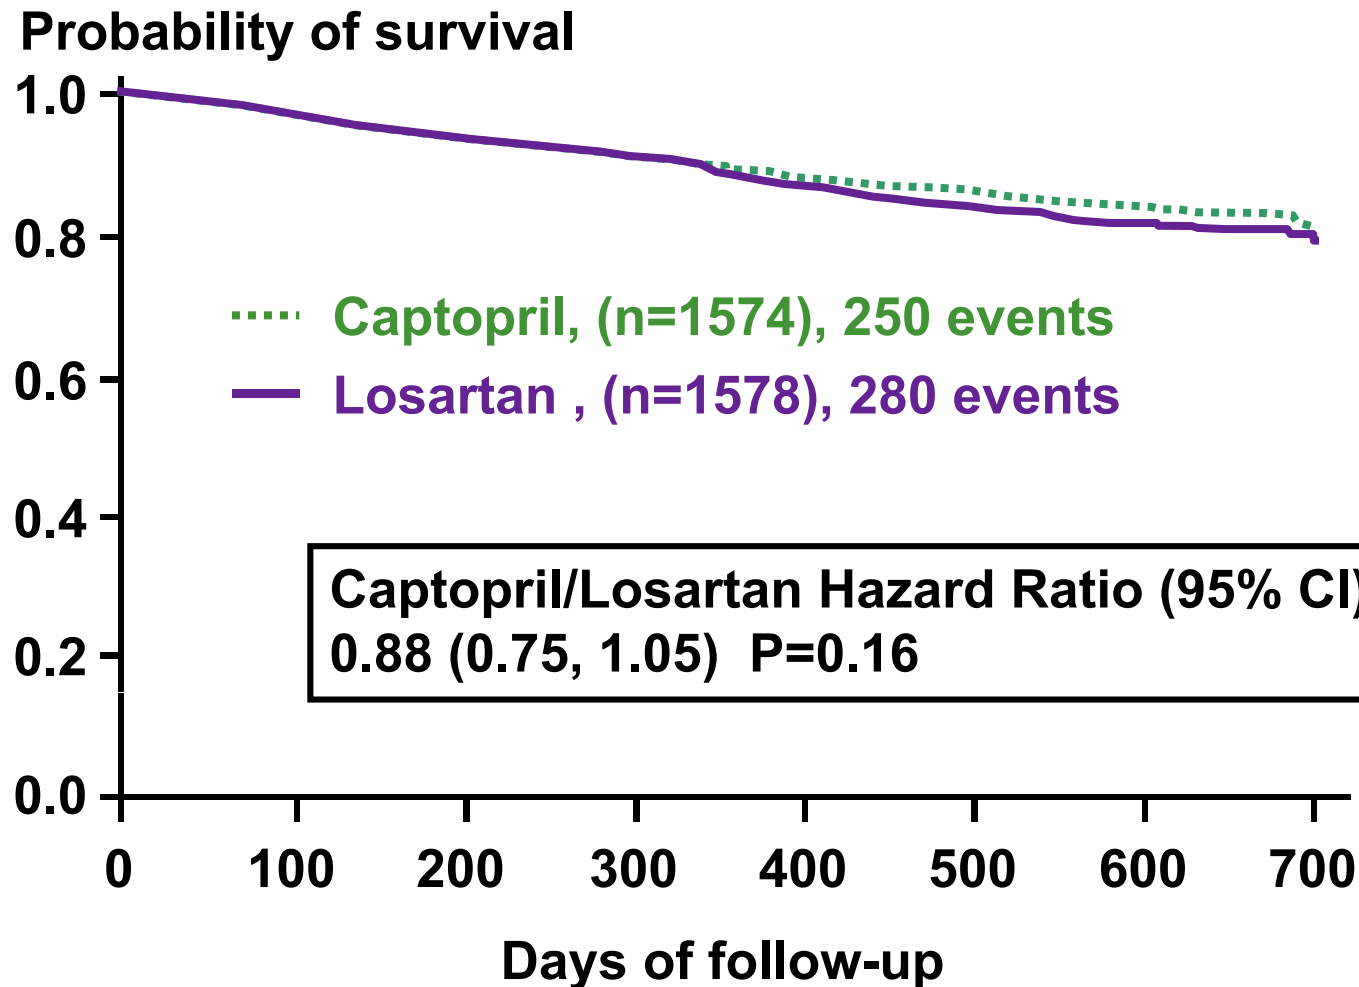 Probability of survival
1.0
0.8
Captopril, (n=1574), 250 events
0.6
Losartan , (n=1578), 280 events
0.4
Captopril/Losartan Hazard Ratio (95% CI)
0.88 (0.75, 1.05) P=0.16
0.2
0.0
0 100 200 300 400 500 600 700
Days of follow-up